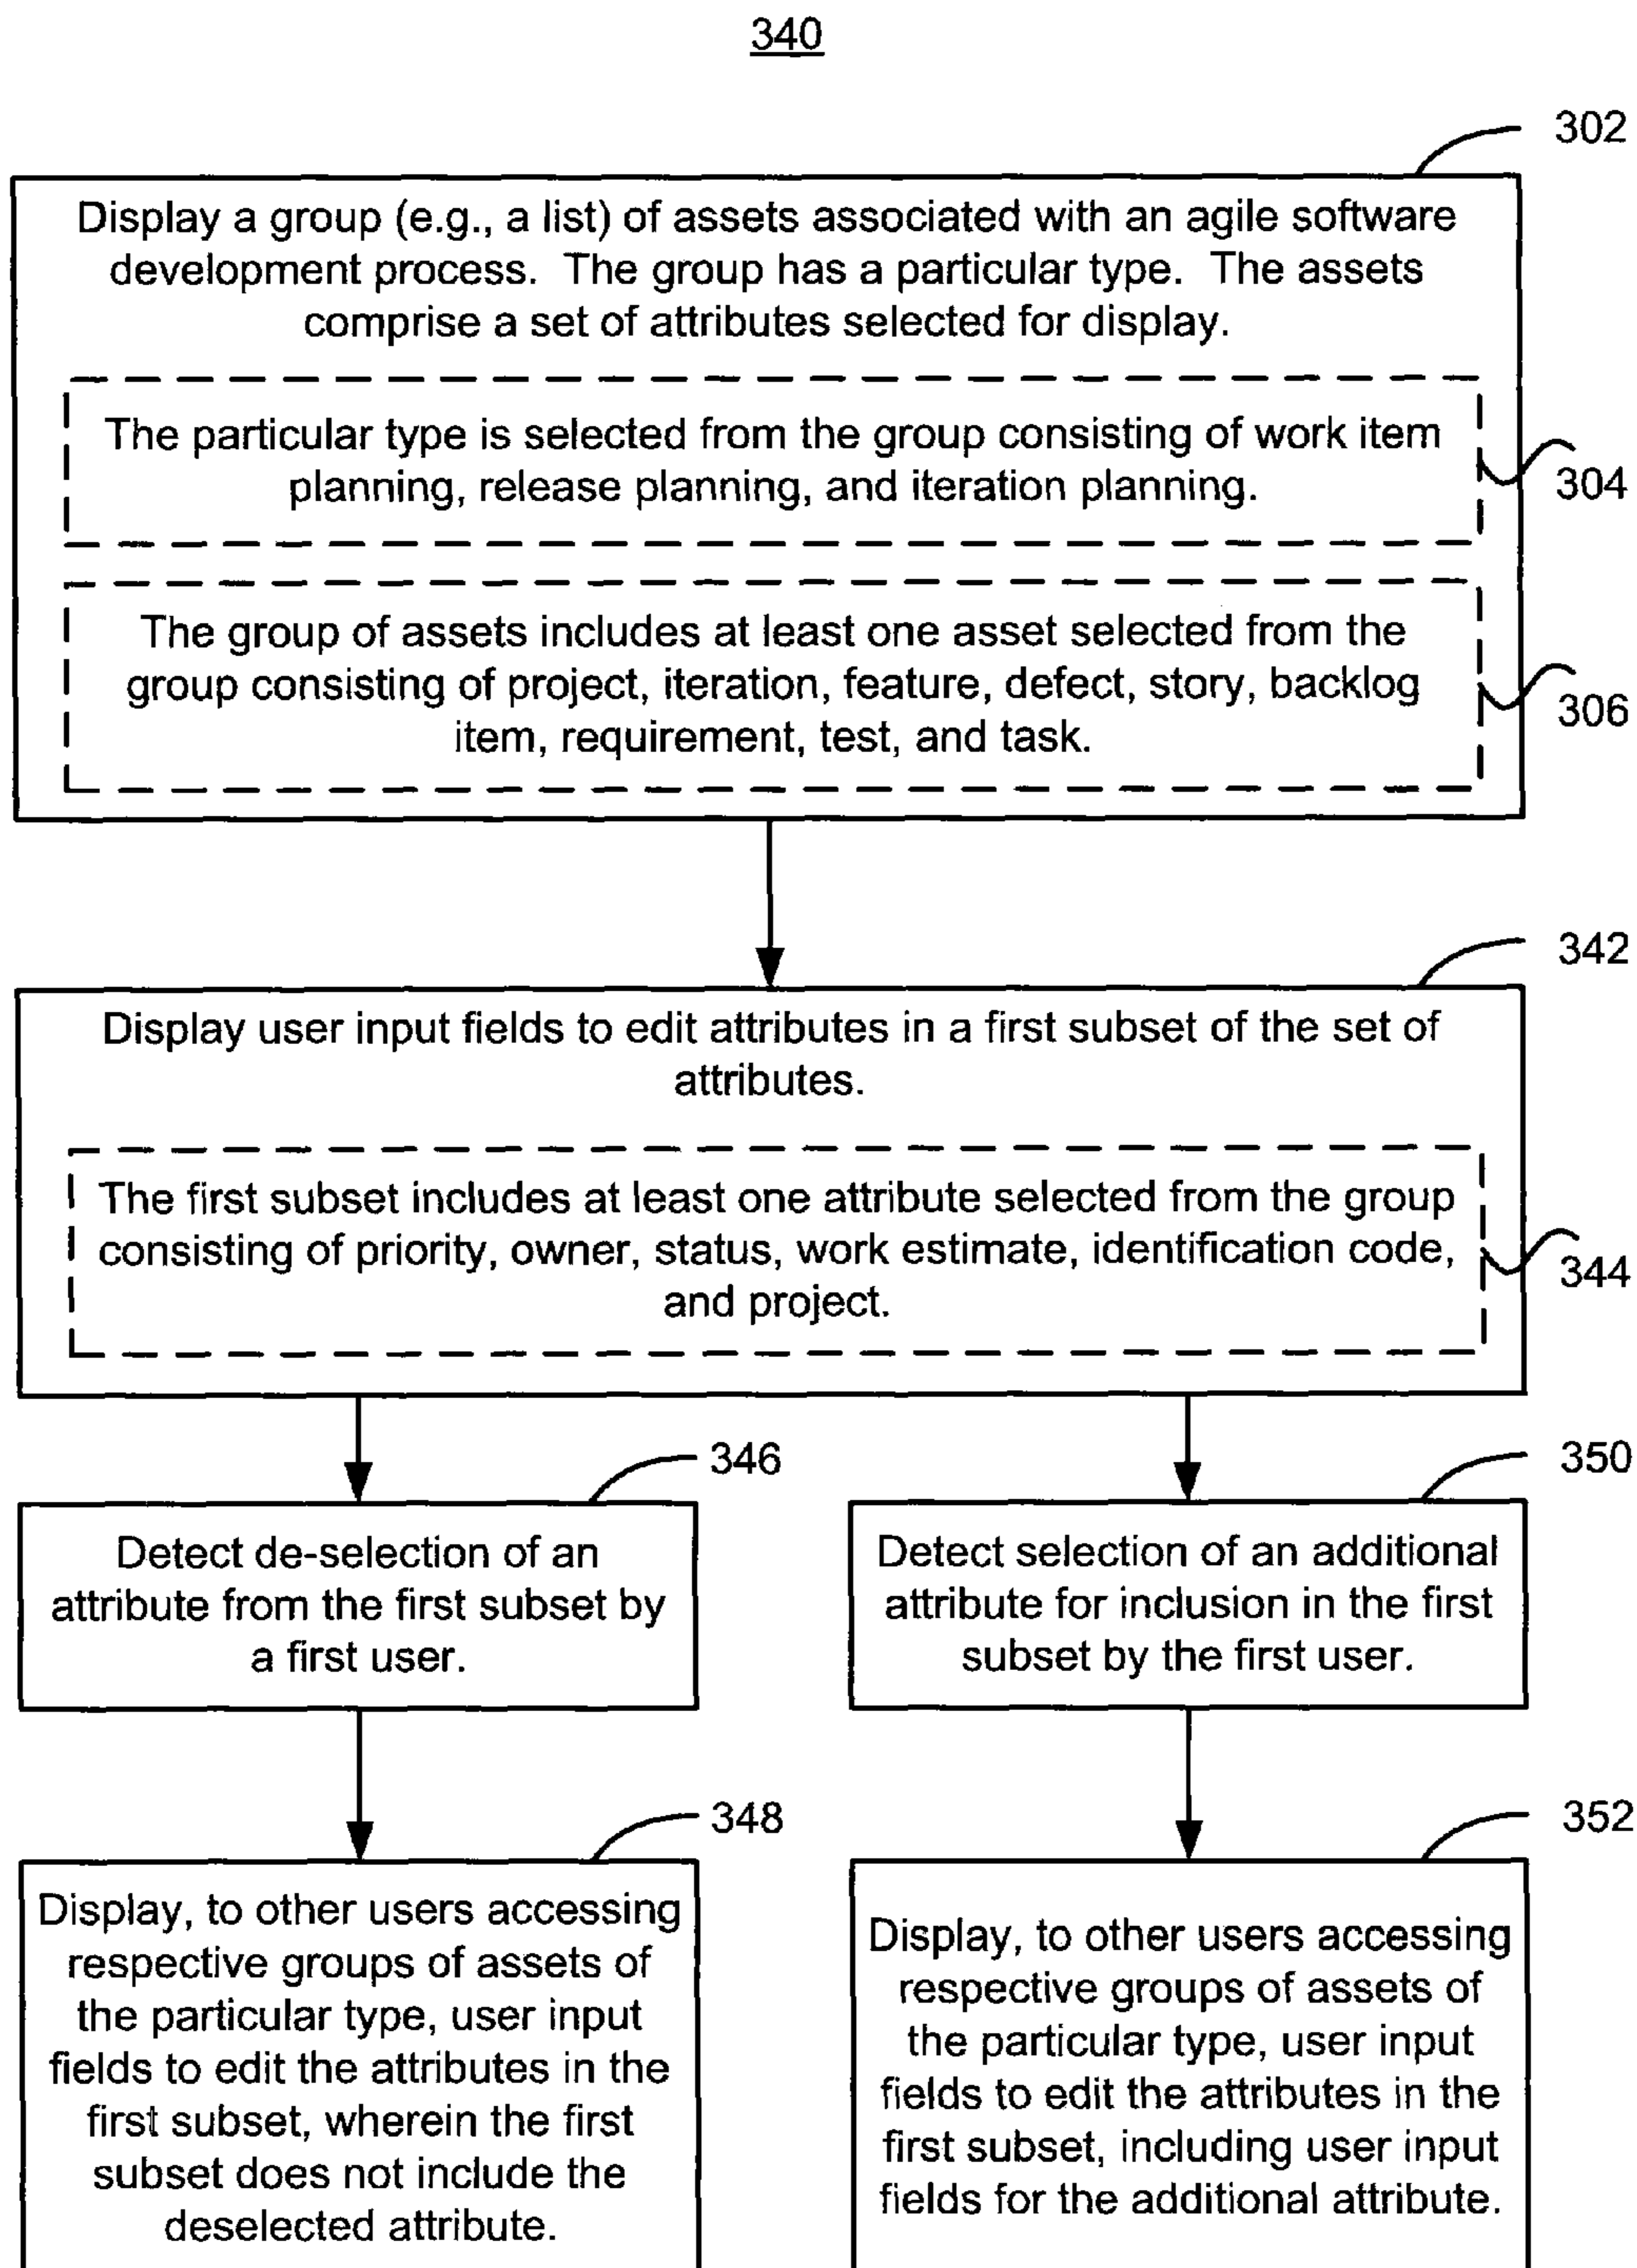 340
302
Display a group (e.g., a list) of assets associated with an agile software
development process. The group has a particular type. The assets
comprise a set of attributes selected for display.
The particular type is selected from the group consisting of work item
planning, release planning, and iteration planning.
304
The group of assets includes at least one asset selected from the
group consisting of project, iteration, feature, defect, story, backlog
item, requirement, test, and task.
306
342
Display user input fields to edit attributes in a first subset of the set of
attributes.
The first subset includes at least one attribute selected from the group
consisting of priority, owner, status, work estimate, identification code,
and project.
344
346
Detect de-selection of an
attribute from the first subset by
a first user.
350
Detect selection of an additional
attribute for inclusion in the first
subset by the first user.
348
Display, to other users accessing
respective groups of assets of
the particular type, user input
fields to edit the attributes in the
first subset, wherein the first
subset does not include the
deselected attribute.
352
Display, to other users accessing
respective groups of assets of
the particular type, user input
fields to edit the attributes in the
first subset, including user input
fields for the additional attribute.